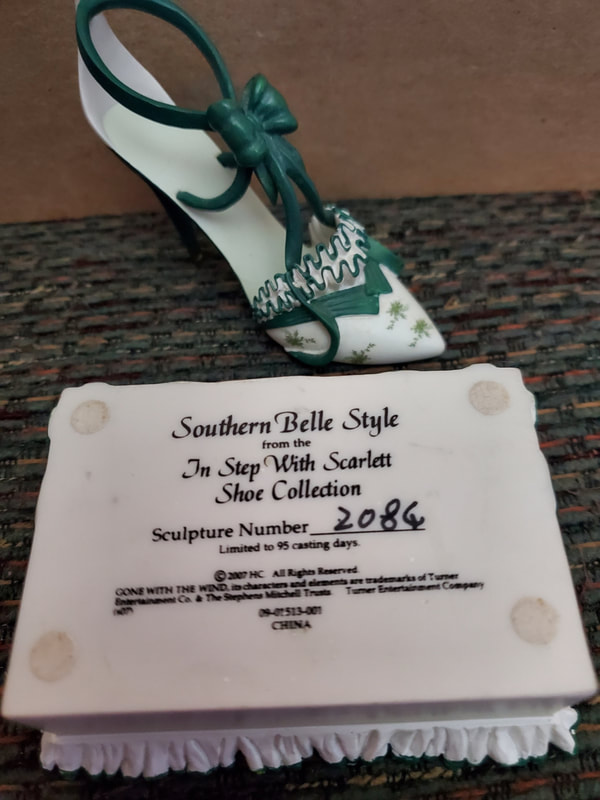 Southern Belle Style
from the
In Step With Scarlett
Shoe Collection
Sculpture Number 2084
Limited to 95 casting days.
© 2007 HC All Rights Reserved.
GONE WITH THE WIND, its characters and elements are trademarks of Turner
Entertainment Co. & The Stephens Mitchell Trusts. Turner Entertainment Company
(s07)
09-01513-001
CHINA